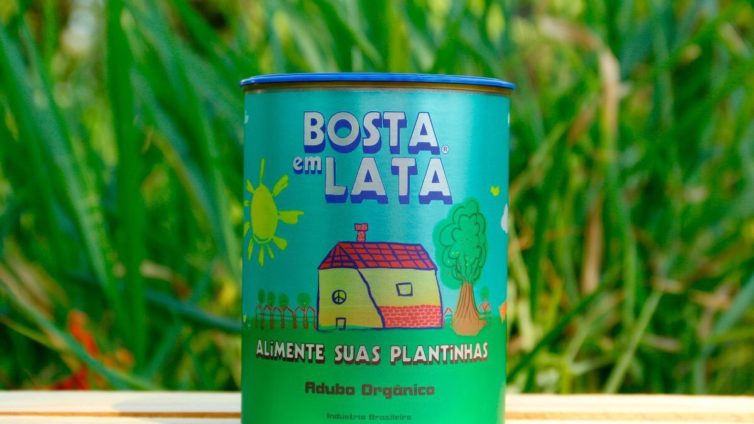 BOSTA
em LATA®
ALiMENTE SUAS PLANTiNHAS
Adubo Orgânico
Indústria Brasileira